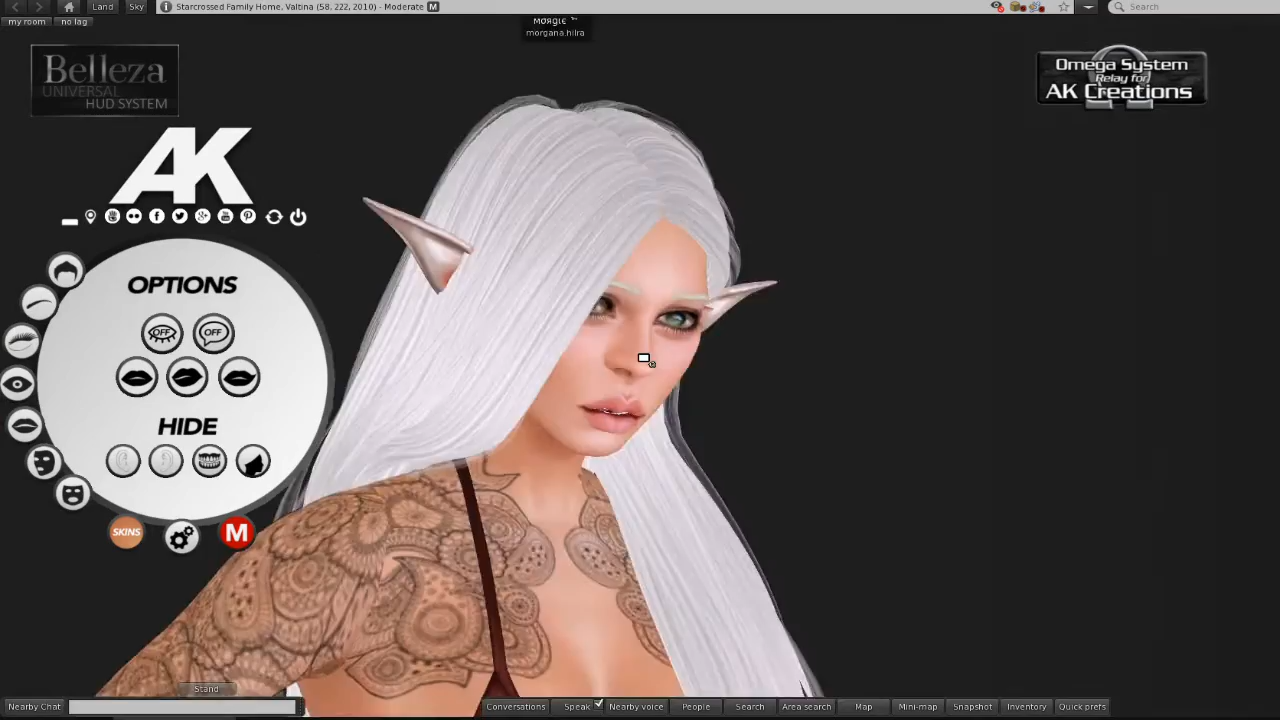 Land
Sky
Starcrossed Family Home, Valtina (58, 222, 2010) - Moderate M
Search
my room
no lag
morgana.hilra
Belleza
UNIVERSAL
HUD SYSTEM
Omega System
Relay for
AK Creations
AK
OPTIONS
OFF
OFF
HIDE
SKINS
M
Stand
Nearby Chat
Conversations
Speak
Nearby voice
People
Search
Area search
Map
Mini-map
Snapshot
Inventory
Quick prefs